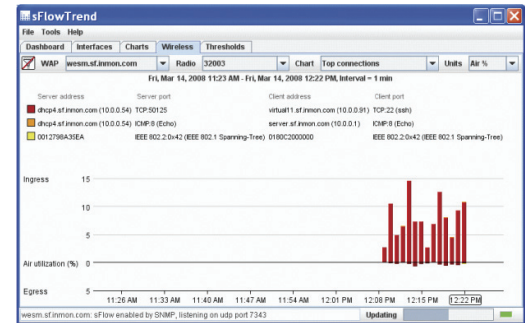 sFlowTrend
File Tools Help
Dashboard Interfaces Charts Wireless Thresholds
WAP wesm.sf.inmon.com Radio 32003 Chart Top connections Units Air %
Fri, Mar 14, 2008 11:23 AM - Fri, Mar 14, 2008 12:22 PM, Interval = 1 min
Server address Server port Client address Client port
dhcp4.sf.inmon.com (10.0.0.54) TCP:50125 virtual11.sf.inmon.com (10.0.0.91) TCP:22 (ssh)
dhcp4.sf.inmon.com (10.0.0.54) ICMP:8 (Echo) server.sf.inmon.com (10.0.0.1) ICMP:8 (Echo)
0012798A35EA IEEE 802.2:0x42 (IEEE 802.1 Spanning-Tree) 0180C2000000 IEEE 802.2:0x42 (IEEE 802.1 Spanning-Tree)
Ingress 15
10
5
Air utilization (%) 0
Egress 5
11:26 AM 11:33 AM 11:40 AM 11:47 AM 11:54 AM 12:01 PM 12:08 PM 12:15 PM 12:22 PM
wesm.sf.inmon.com: sFlow enabled by SNMP, listening on udp port 7343 Updating